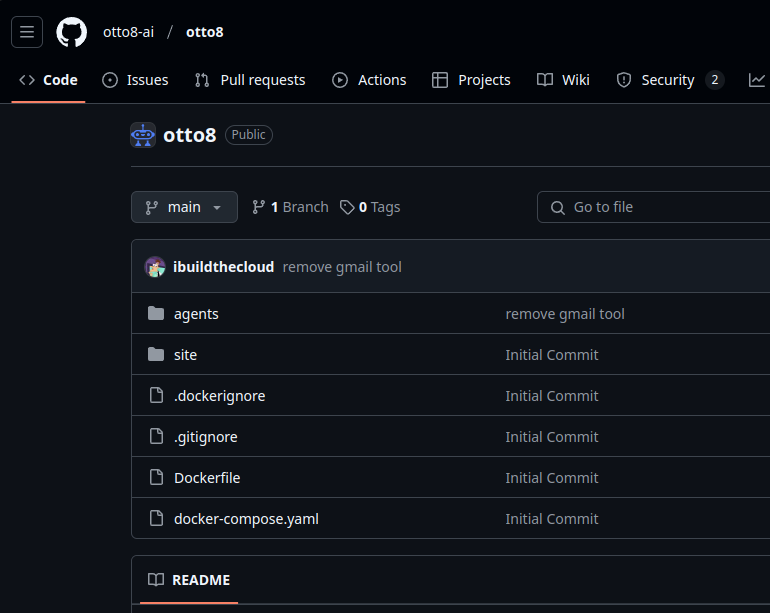 otto8-ai / otto8
Code Issues Pull requests Actions Projects Wiki Security 2
otto8 Public
main 1 Branch 0 Tags Go to file
ibuildthecloud remove gmail tool
agents remove gmail tool
site Initial Commit
.dockerignore Initial Commit
.gitignore Initial Commit
Dockerfile Initial Commit
docker-compose.yaml Initial Commit
README